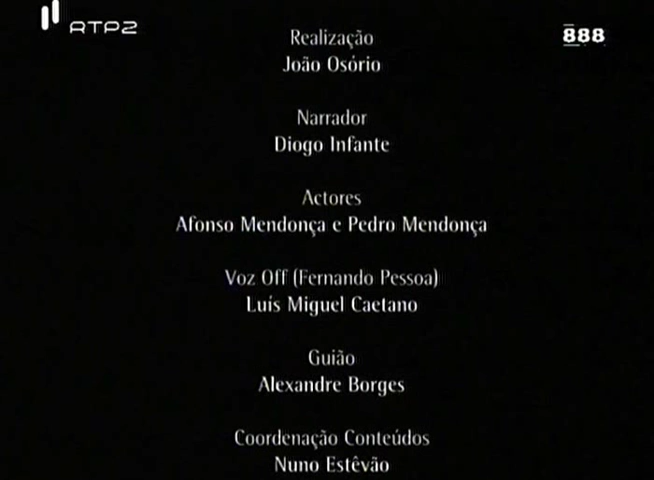 RTP2
888
Realização
João Osório
Narrador
Diogo Infante
Actores
Afonso Mendonça e Pedro Mendonça
Voz Off (Fernando Pessoa)
Luís Miguel Caetano
Guião
Alexandre Borges
Coordenação Conteúdos
Nuno Estêvão